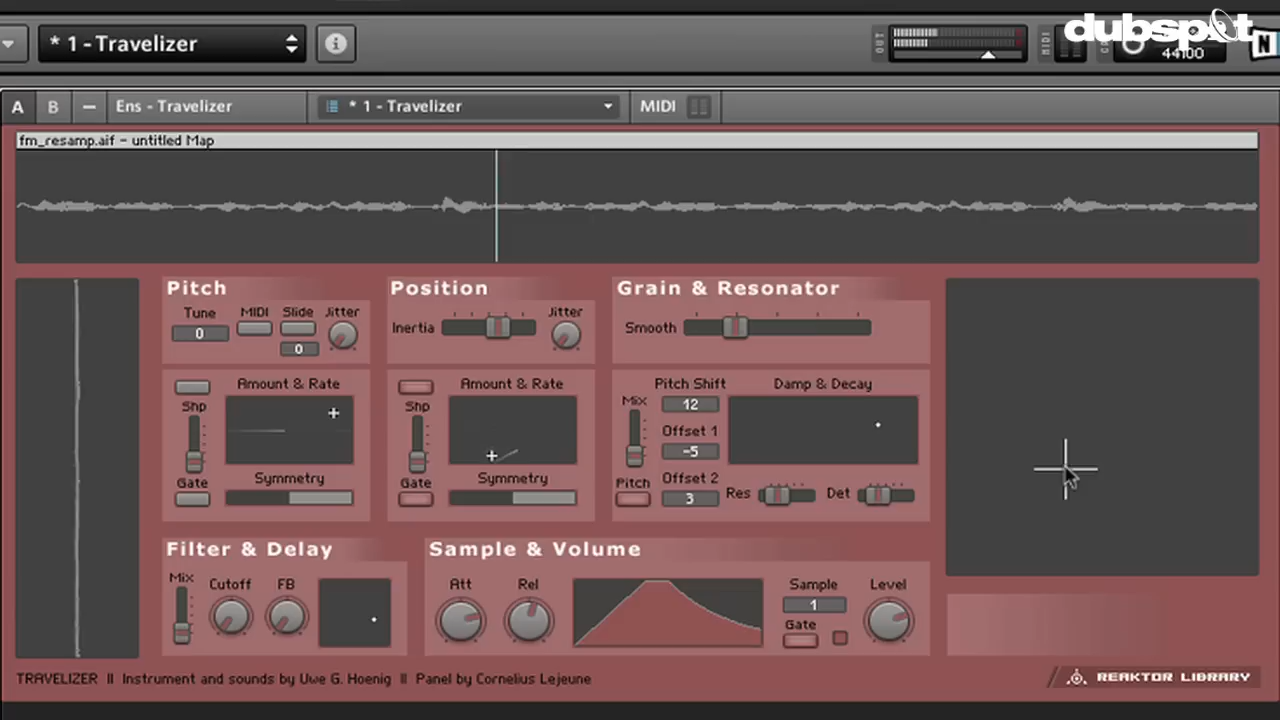 dubspot
* 1 - Travelizer
OUT
MIDI
44100
A B Ens - Travelizer * 1 - Travelizer MIDI
fm_resamp.aif - untitled Map
Pitch
Tune MIDI Slide Jitter
0
0
Amount & Rate
Shp
Gate
Symmetry
Position
Inertia
Jitter
Amount & Rate
Shp
Gate
Symmetry
Grain & Resonator
Smooth
Mix
Pitch Shift
12
Offset 1
-5
Pitch
Offset 2
3
Damp & Decay
Res Det
Filter & Delay
Mix Cutoff FB
Sample & Volume
Att Rel
Sample
1
Gate
Level
TRAVELIZER II Instrument and sounds by Uwe G. Hoenig II Panel by Cornelius Lejeune
REAKTOR LIBRARY